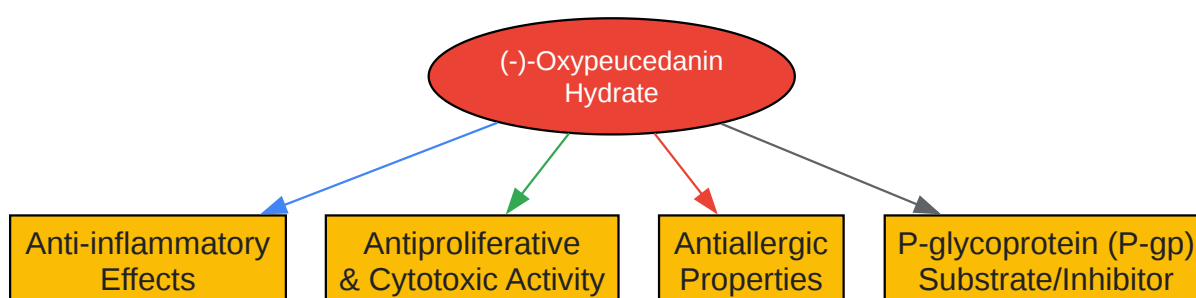 (-)-Oxypeucedanin
Hydrate
Anti-inflammatory
Effects
Antiproliferative
& Cytotoxic Activity
Antiallergic
Properties
P-glycoprotein (P-gp)
Substrate/Inhibitor